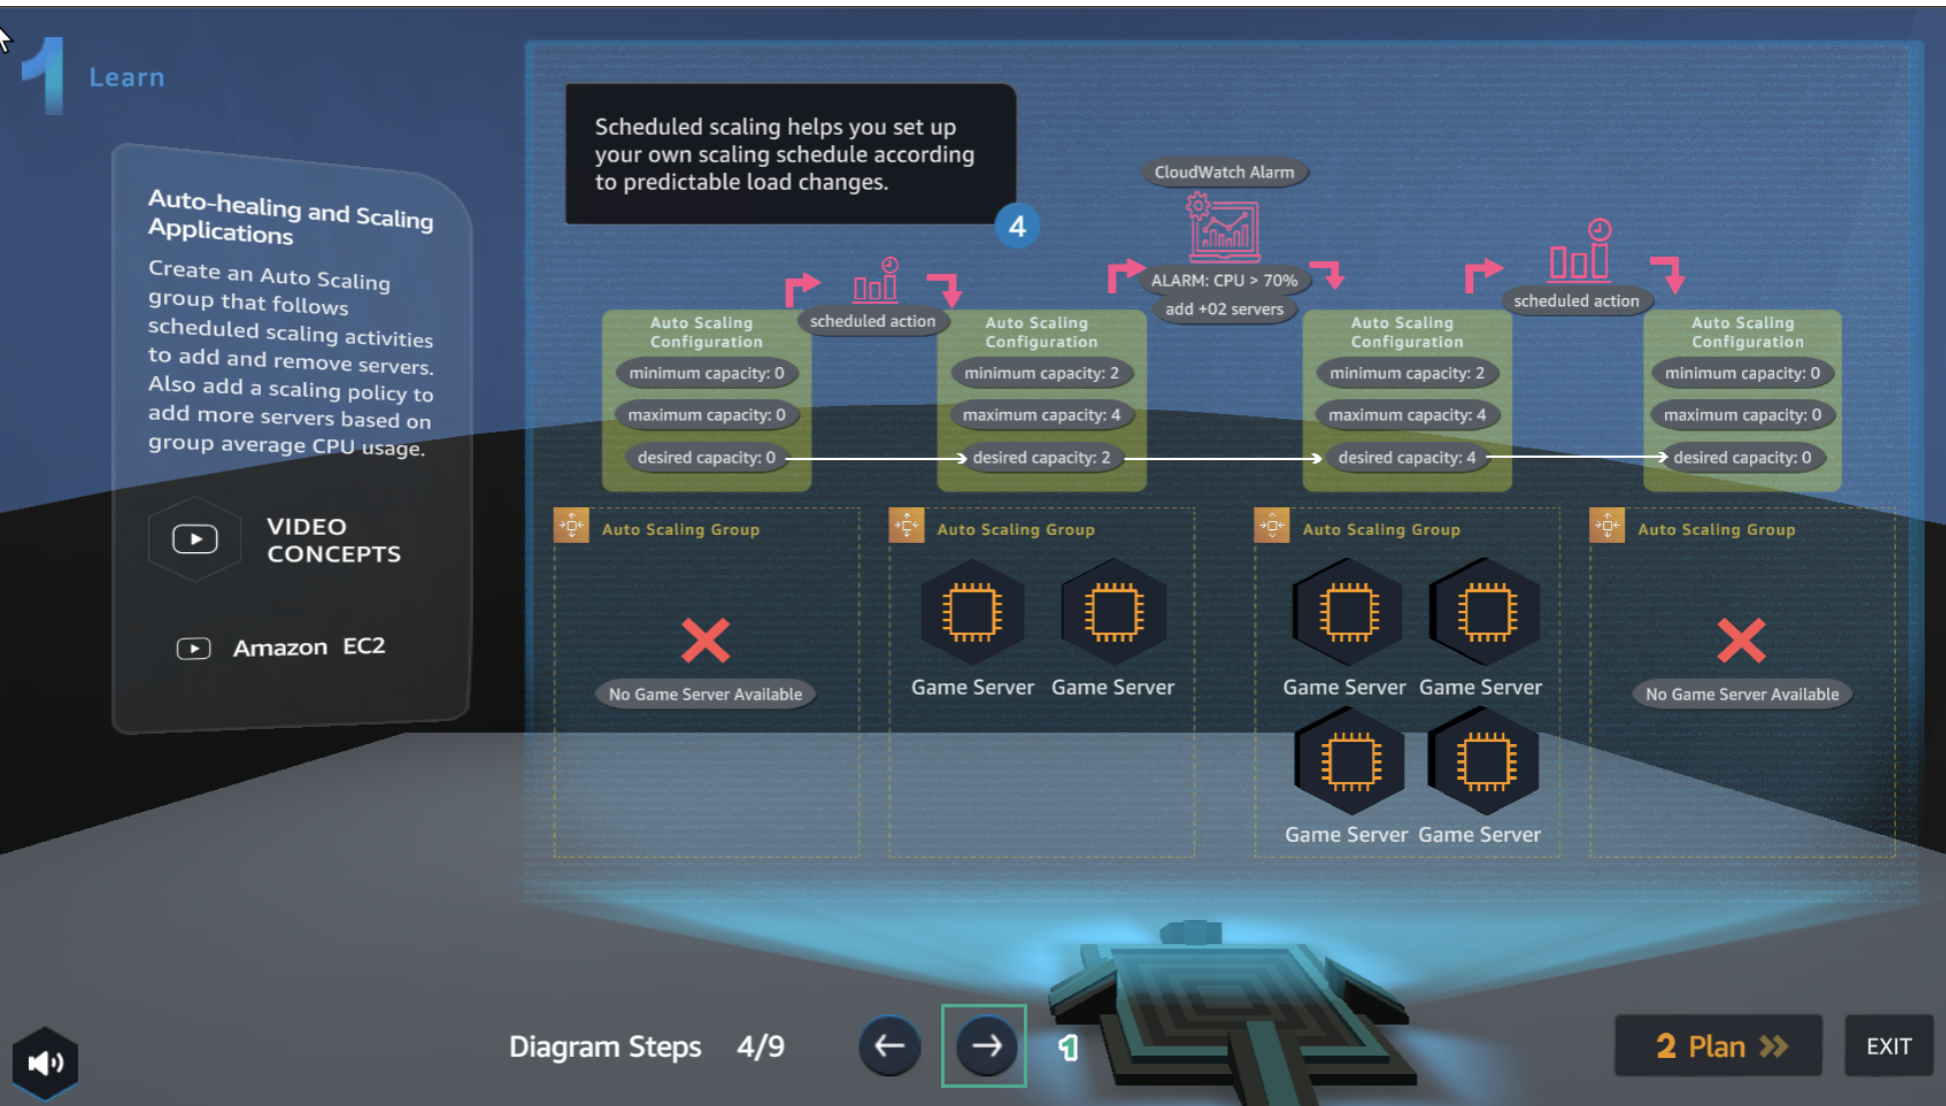 1 Learn
Auto-healing and Scaling
Applications
Create an Auto Scaling
group that follows
scheduled scaling activities
to add and remove servers.
Also add a scaling policy to
add more servers based on
group average CPU usage.
VIDEO
CONCEPTS
Amazon EC2
Scheduled scaling helps you set up
your own scaling schedule according
to predictable load changes.
4
CloudWatch Alarm
ALARM: CPU > 70%
add +02 servers
scheduled action
scheduled action
Auto Scaling
Configuration
minimum capacity: 0
maximum capacity: 0
desired capacity: 0
Auto Scaling
Configuration
minimum capacity: 2
maximum capacity: 4
desired capacity: 2
Auto Scaling
Configuration
minimum capacity: 2
maximum capacity: 4
desired capacity: 4
Auto Scaling
Configuration
minimum capacity: 0
maximum capacity: 0
desired capacity: 0
Auto Scaling Group
No Game Server Available
Auto Scaling Group
Game Server Game Server
Auto Scaling Group
Game Server Game Server
Game Server Game Server
Auto Scaling Group
No Game Server Available
Diagram Steps 4/9
1
2 Plan
EXIT